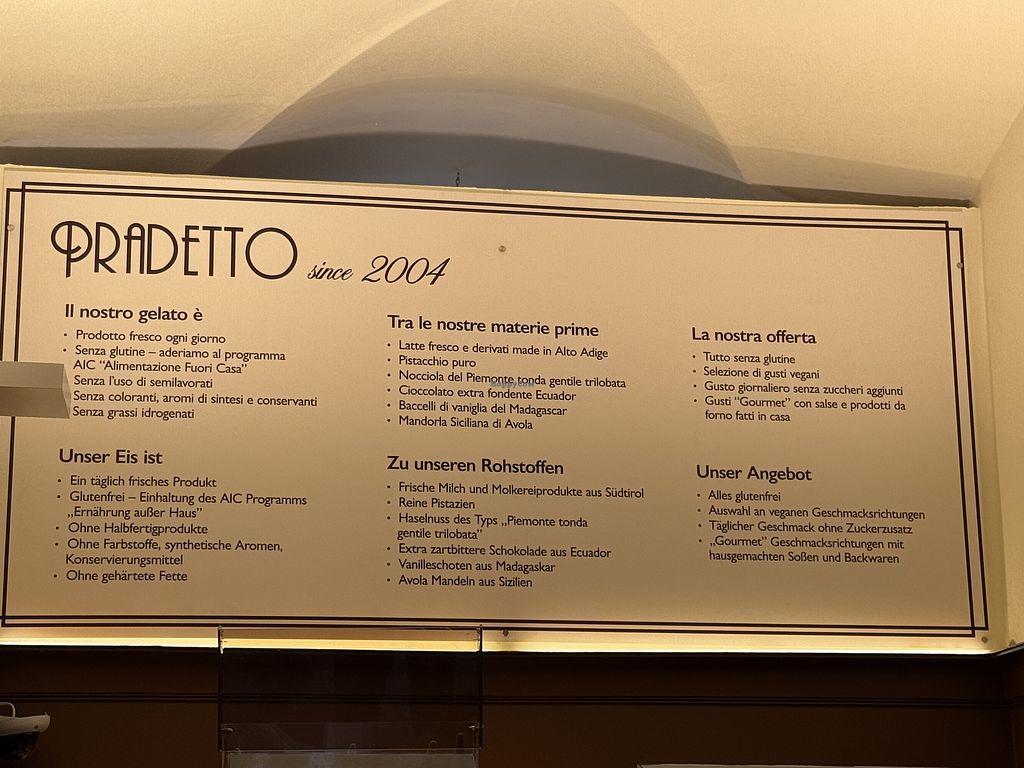 PRADETTO since 2004
Il nostro gelato è
• Prodotto fresco ogni giorno
• Senza glutine – aderiamo al programma
AIC “Alimentazione Fuori Casa”
Senza l'uso di semilavorati
Senza coloranti, aromi di sintesi e conservanti
Senza grassi idrogenati
Unser Eis ist
• Ein täglich frisches Produkt
• Glutenfrei – Einhaltung des AIC Programms
„Ernährung außer Haus”
• Ohne Halbfertigprodukte
• Ohne Farbstoffe, synthetische Aromen,
Konservierungsmittel
• Ohne gehärtete Fette
Tra le nostre materie prime
• Latte fresco e derivati made in Alto Adige
• Pistacchio puro
• Nocciola del Piemonte tonda gentile trilobata
• Cioccolato extra fondente Ecuador
• Baccelli di vaniglia del Madagascar
• Mandorla Siciliana di Avola
Zu unseren Rohstoffen
• Frische Milch und Molkereiprodukte aus Südtirol
• Reine Pistazien
• Haselnuss des Typs „Piemonte tonda
gentile trilobata”
• Extra zartbittere Schokolade aus Ecuador
• Vanilleschoten aus Madagaskar
• Avola Mandeln aus Sizilien
La nostra offerta
• Tutto senza glutine
• Selezione di gusti vegani
• Gusto giornaliero senza zuccheri aggiunti
• Gusti “Gourmet” con salse e prodotti da
forno fatti in casa
Unser Angebot
• Alles glutenfrei
• Auswahl an veganen Geschmacksrichtungen
• Täglicher Geschmack ohne Zuckerzusatz
• „Gourmet” Geschmacksrichtungen mit
hausgemachten Soßen und Backwaren